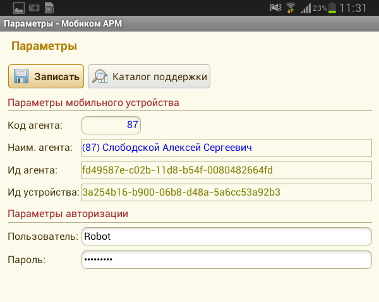 23% 11:31
Параметры - Мобиком АРМ
Параметры
Записать Каталог поддержки
Параметры мобильного устройства
Код агента: 87
Наим. агента: (87) Слободской Алексей Сергеевич
Ид агента: fd49587e-c02b-11d8-b54f-0080482664fd
Ид устройства: 3a254b16-b900-06b8-d48a-5a6cc53a92b3
Параметры авторизации
Пользователь: Robot
Пароль: •••••••••